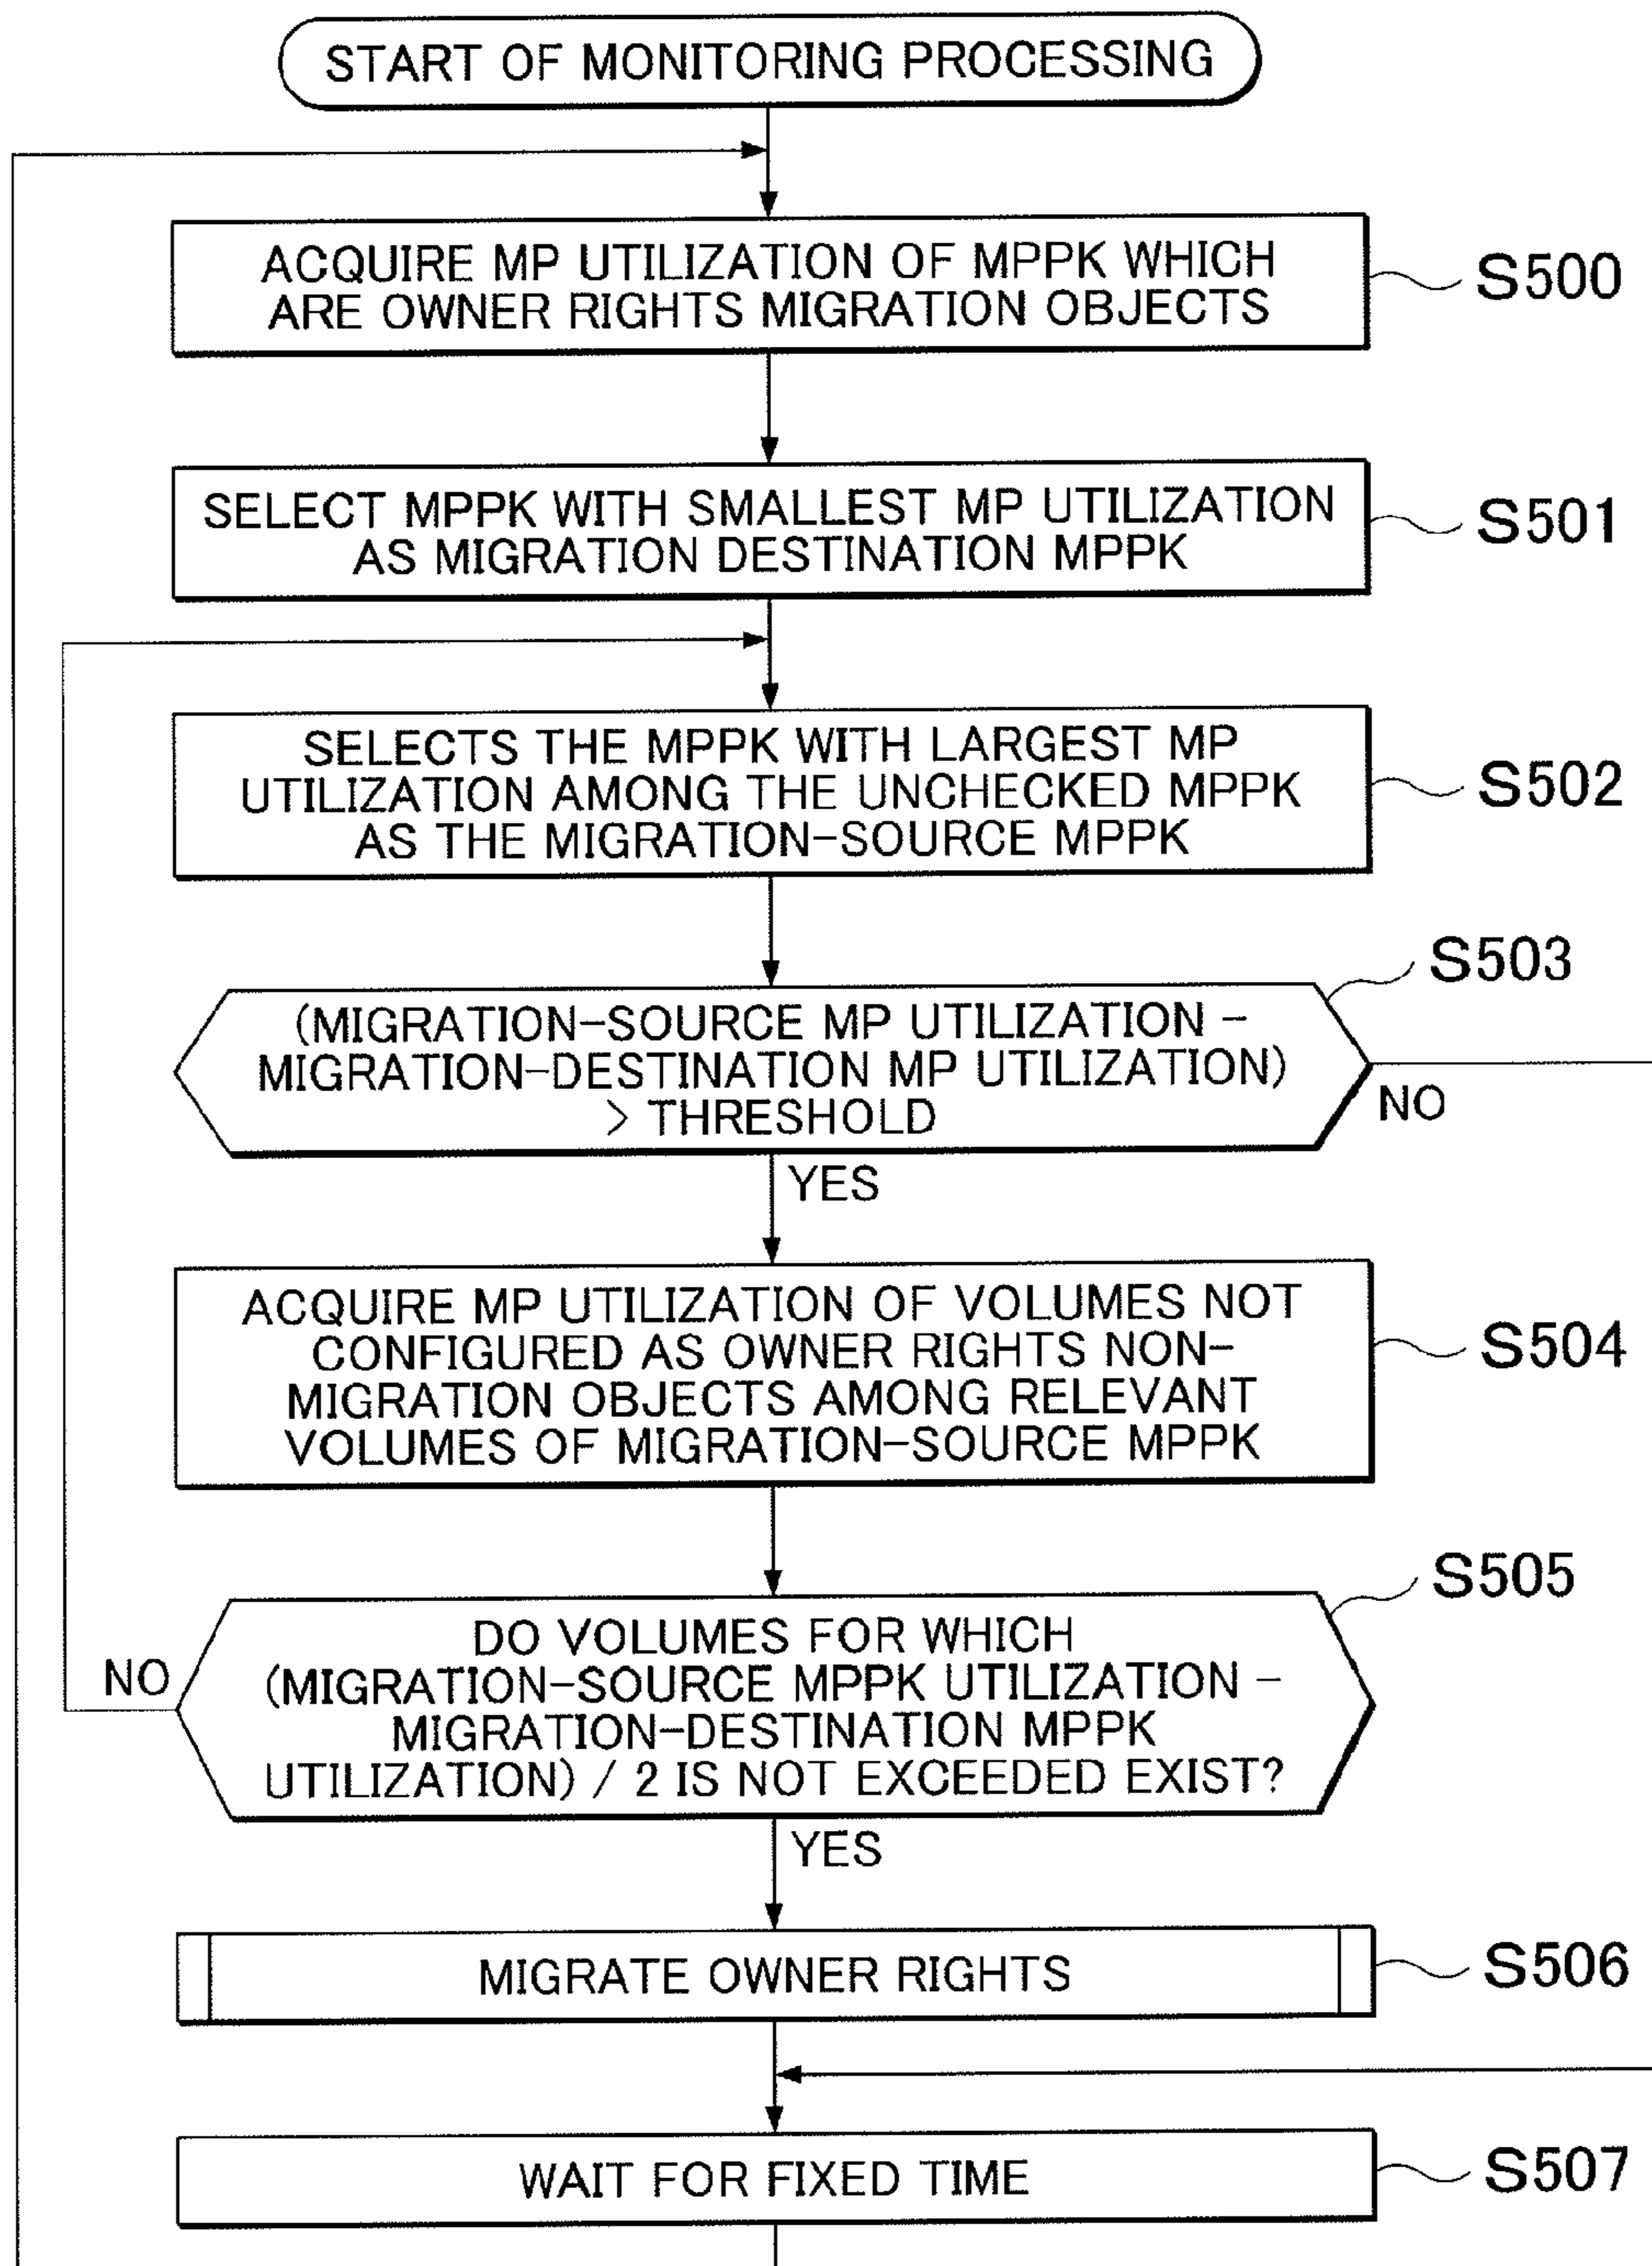 START OF MONITORING PROCESSING
ACQUIRE MP UTILIZATION OF MPPK WHICH
ARE OWNER RIGHTS MIGRATION OBJECTS
S500
SELECT MPPK WITH SMALLEST MP UTILIZATION
AS MIGRATION DESTINATION MPPK
S501
SELECTS THE MPPK WITH LARGEST MP
UTILIZATION AMONG THE UNCHECKED MPPK
AS THE MIGRATION-SOURCE MPPK
S502
S503
(MIGRATION-SOURCE MP UTILIZATION -
MIGRATION-DESTINATION MP UTILIZATION)
> THRESHOLD
NO
YES
ACQUIRE MP UTILIZATION OF VOLUMES NOT
CONFIGURED AS OWNER RIGHTS NON-
MIGRATION OBJECTS AMONG RELEVANT
VOLUMES OF MIGRATION-SOURCE MPPK
S504
S505
DO VOLUMES FOR WHICH
(MIGRATION-SOURCE MPPK UTILIZATION -
MIGRATION-DESTINATION MPPK
UTILIZATION) / 2 IS NOT EXCEEDED EXIST?
NO
YES
MIGRATE OWNER RIGHTS
S506
WAIT FOR FIXED TIME
S507